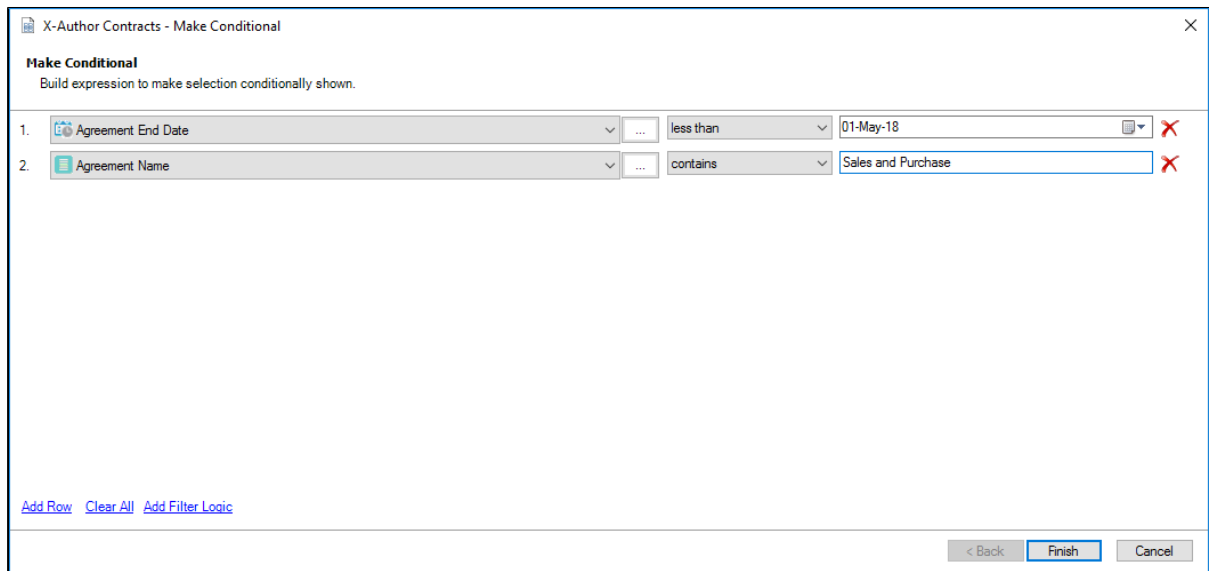 X-Author Contracts - Make Conditional
Make Conditional
Build expression to make selection conditionally shown.
1. Agreement End Date ... less than 01-May-18
2. Agreement Name ... contains Sales and Purchase
Add Row Clear All Add Filter Logic
< Back Finish Cancel